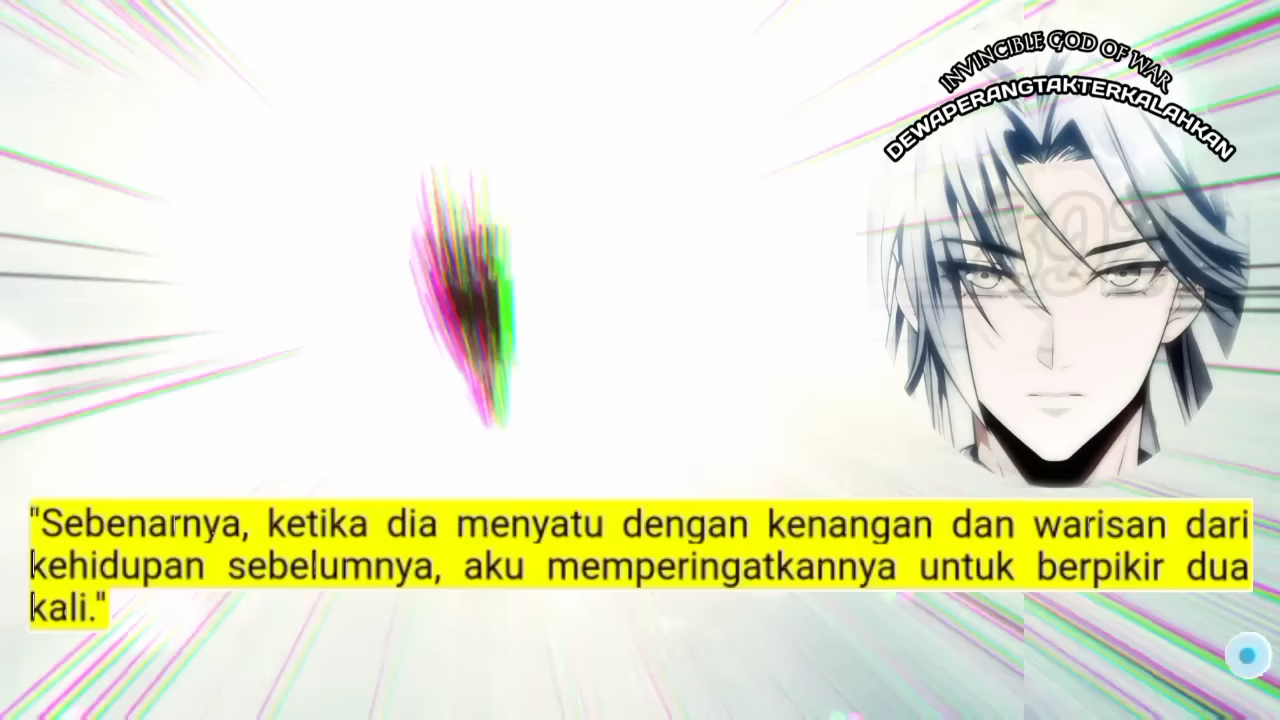 INVINCIBLE GOD OF WAR
DEWAPERANGTAKTERKALAHKAN
"Sebenarnya, ketika dia menyatu dengan kenangan dan warisan dari
kehidupan sebelumnya, aku memperingatkannya untuk berpikir dua
kali."